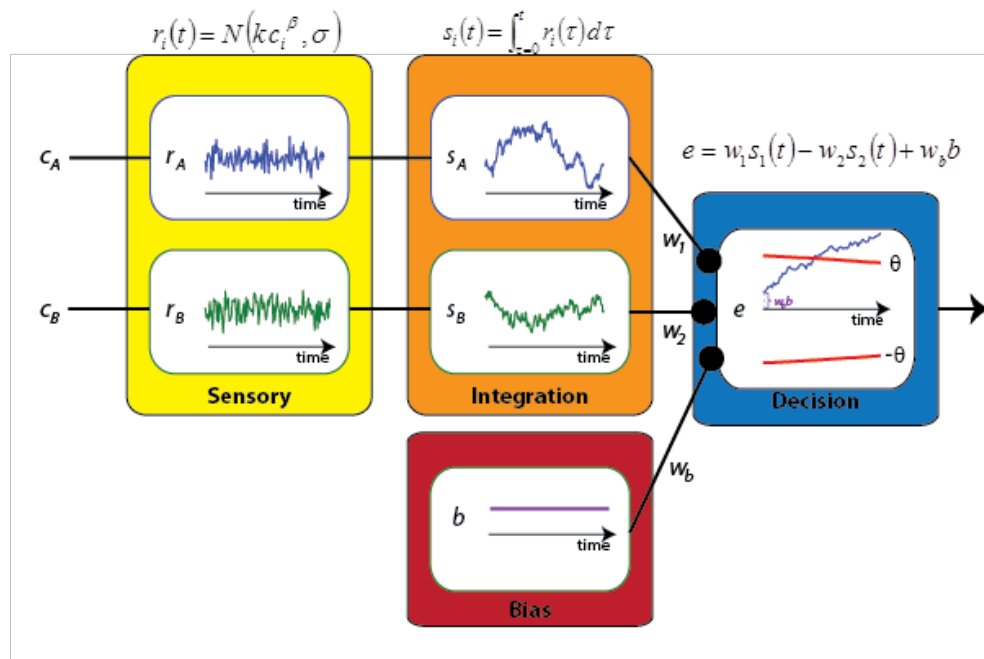 r_i(t) = N(kc_i^β, σ)
s_i(t) = ∫_{τ=0}^{t} r_i(τ)dτ
e = w_1s_1(t) − w_2s_2(t) + w_bb
c_A
r_A
time
s_A
time
w_1
θ
w_bb
e
time
-θ
c_B
r_B
time
s_B
time
w_2
Sensory
Integration
Decision
w_b
b
time
Bias